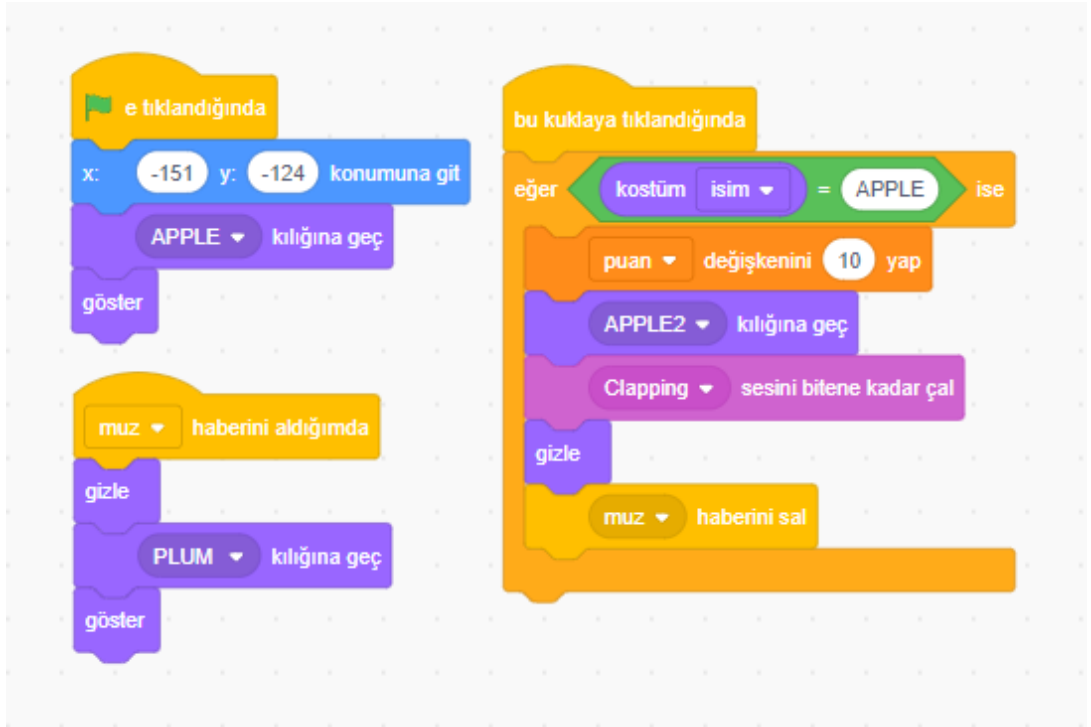 e tıklandığında
x: -151 y: -124 konumuna git
APPLE kılığına geç
göster
muz haberini aldığımda
gizle
PLUM kılığına geç
göster
bu kuklaya tıklandığında
eğer kostüm isim = APPLE ise
puan değişkenini 10 yap
APPLE2 kılığına geç
Clapping sesini bitene kadar çal
gizle
muz haberini sal